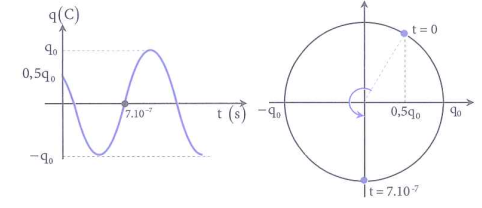 q(C)
q₀
0,5q₀
7.10⁻⁷
t (s)
−q₀
t = 0
−q₀
0,5q₀
q₀
t = 7.10⁻⁷